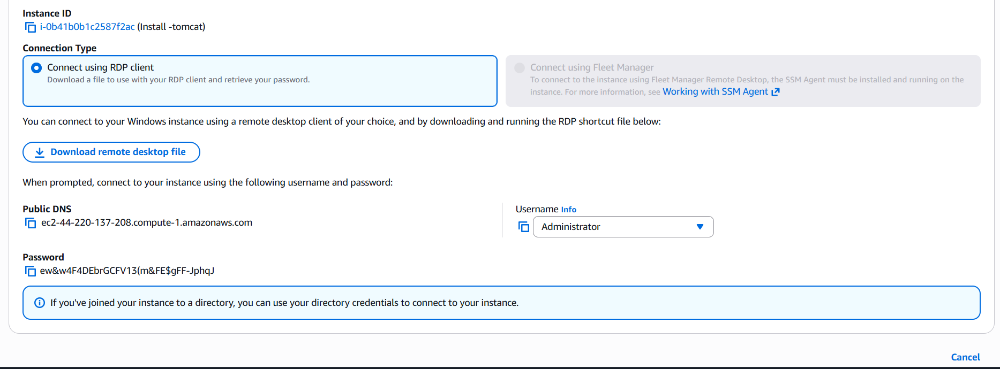 Instance ID
i-0b41b0b1c2587f2ac (Install -tomcat)
Connection Type
Connect using RDP client
Download a file to use with your RDP client and retrieve your password.
Connect using Fleet Manager
To connect to the instance using Fleet Manager Remote Desktop, the SSM Agent must be installed and running on the
instance. For more information, see Working with SSM Agent
You can connect to your Windows instance using a remote desktop client of your choice, and by downloading and running the RDP shortcut file below:
Download remote desktop file
When prompted, connect to your instance using the following username and password:
Public DNS
ec2-44-220-137-208.compute-1.amazonaws.com
Username Info
Administrator
Password
ew&w4F4DEbrGCFV13(m&FE$gFF-JphqJ
If you've joined your instance to a directory, you can use your directory credentials to connect to your instance.
Cancel